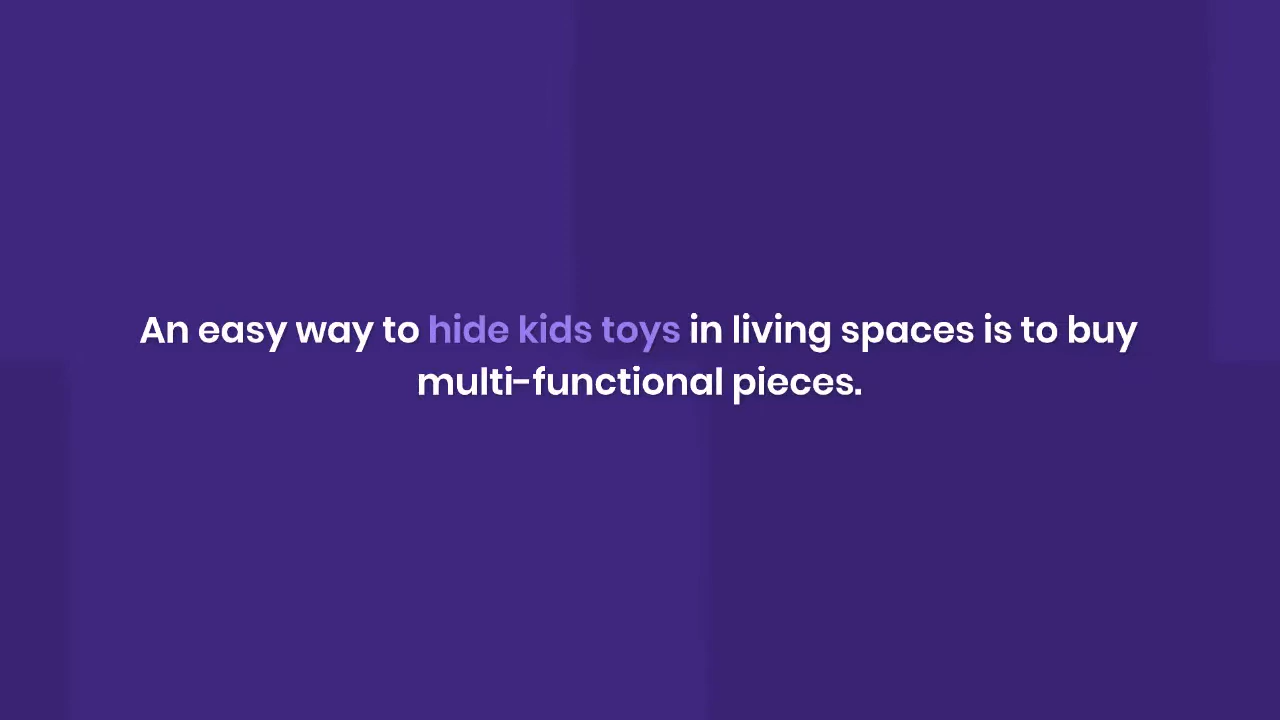 An easy way to hide kids toys in living spaces is to buy
multi-functional pieces.